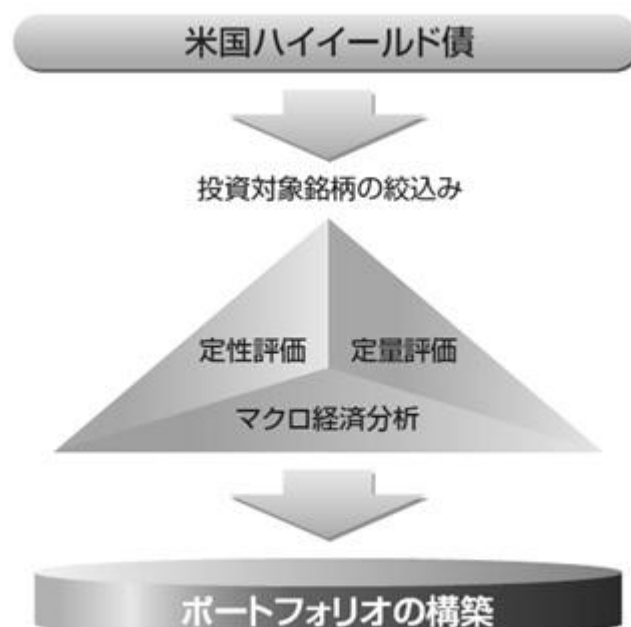 米国ハイイールド債
投資対象銘柄の絞込み
定性評価
定量評価
マクロ経済分析
ポートフォリオの構築